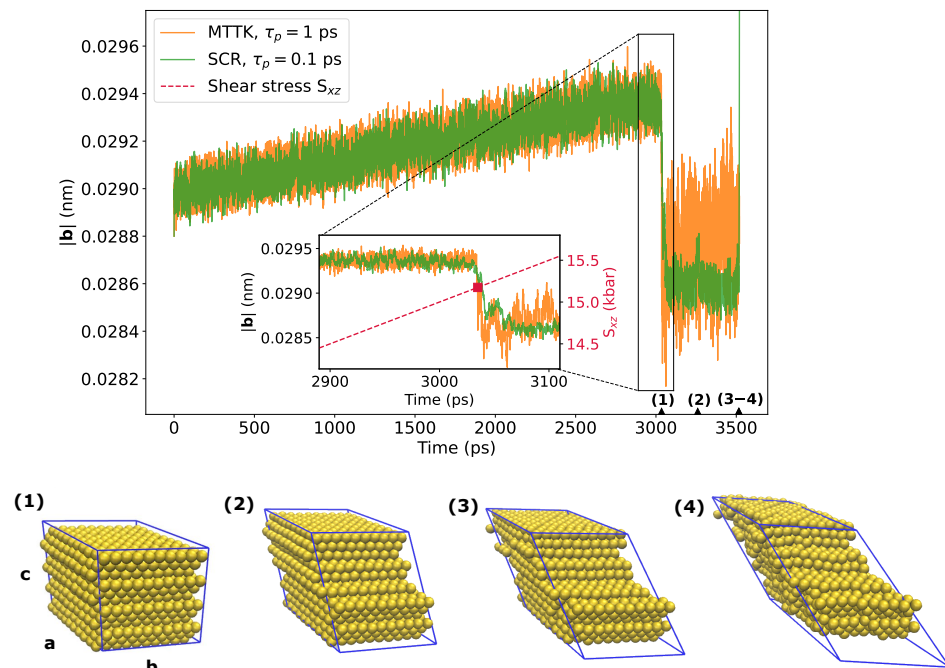 MTTK, τp = 1 ps
SCR, τp = 0.1 ps
Shear stress Sxz
0.0296
0.0294
0.0292
0.0290
0.0288
0.0286
0.0284
0.0282
|b| (nm)
0 500 1000 1500 2000 2500 3000 3500
Time (ps)
(1) (2) (3−4)
0.0295
0.0290
0.0285
|b| (nm)
15.5
15.0
14.5
Sxz (kbar)
2900 3000 3100
Time (ps)
(1) (2) (3) (4)
c
a
b